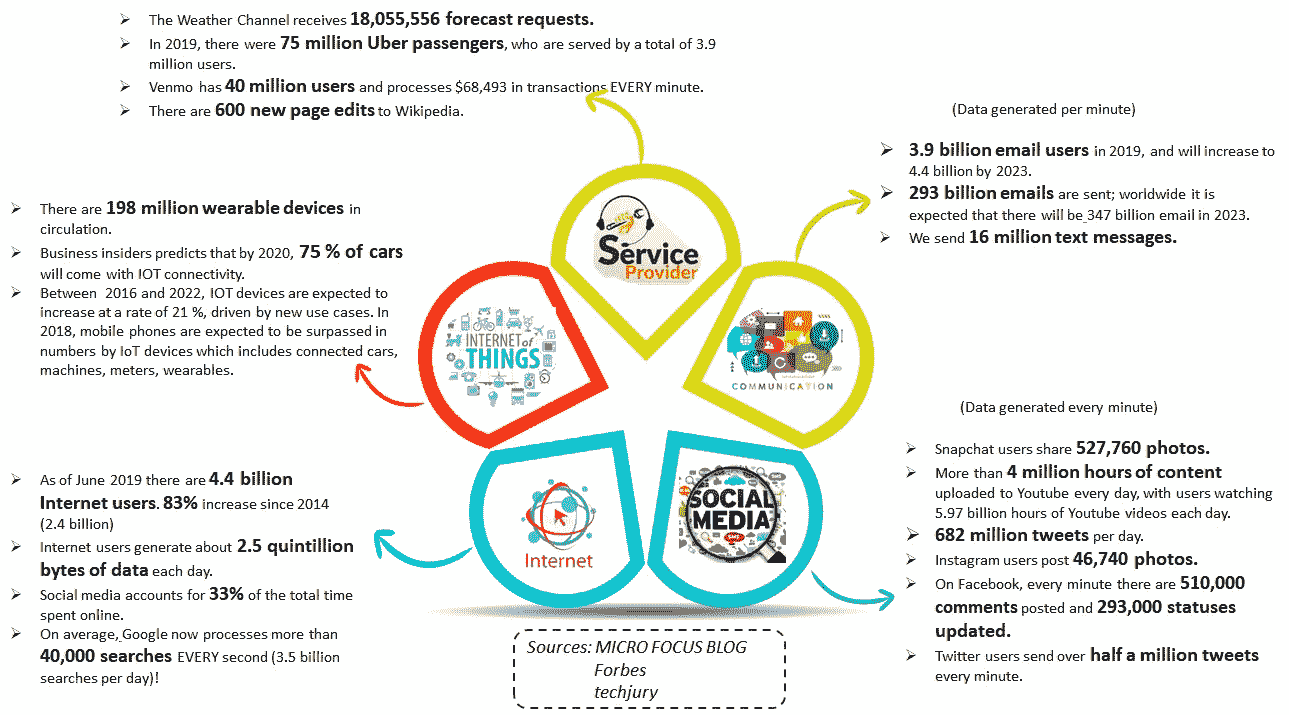 ➢ The Weather Channel receives 18,055,556 forecast requests.
➢ In 2019, there were 75 million Uber passengers, who are served by a total of 3.9
million users.
➢ Venmo has 40 million users and processes $68,493 in transactions EVERY minute.
➢ There are 600 new page edits to Wikipedia.
(Data generated per minute)
➢ 3.9 billion email users in 2019, and will increase to
4.4 billion by 2023.
➢ 293 billion emails are sent; worldwide it is
expected that there will be 347 billion email in 2023.
➢ We send 16 million text messages.
➢ There are 198 million wearable devices in
circulation.
➢ Business insiders predicts that by 2020, 75 % of cars
will come with IOT connectivity.
➢ Between 2016 and 2022, IOT devices are expected to
increase at a rate of 21 %, driven by new use cases. In
2018, mobile phones are expected to be surpassed in
numbers by IoT devices which includes connected cars,
machines, meters, wearables.
Service
Provider
INTERNET of
THINGS
COMMUNICATION
(Data generated every minute)
➢ Snapchat users share 527,760 photos.
➢ More than 4 million hours of content
uploaded to Youtube every day, with users watching
5.97 billion hours of Youtube videos each day.
➢ 682 million tweets per day.
➢ Instagram users post 46,740 photos.
➢ On Facebook, every minute there are 510,000
comments posted and 293,000 statuses
updated.
➢ Twitter users send over half a million tweets
every minute.
➢ As of June 2019 there are 4.4 billion
Internet users. 83% increase since 2014
(2.4 billion)
➢ Internet users generate about 2.5 quintillion
bytes of data each day.
➢ Social media accounts for 33% of the total time
spent online.
➢ On average, Google now processes more than
40,000 searches EVERY second (3.5 billion
searches per day)!
Internet
SOCIAL
MEDIA
Sources: MICRO FOCUS BLOG
Forbes
techjury